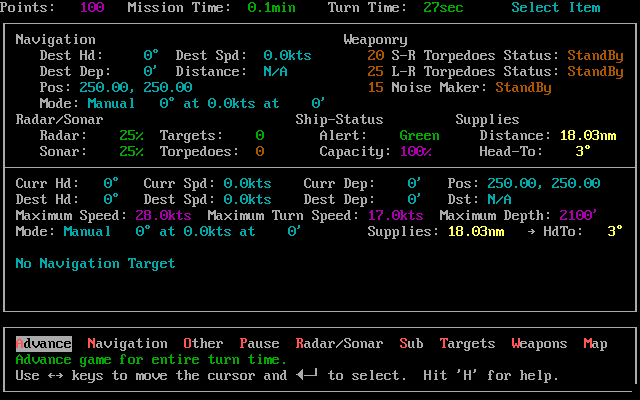 Points: 100 Mission Time: 0.1min Turn Time: 27sec Select Item
Navigation Weaponry
Dest Hd: 0° Dest Spd: 0.0kts 20 S-R Torpedoes Status: StandBy
Dest Dep: 0' Distance: N/A 25 L-R Torpedoes Status: StandBy
Pos: 250.00, 250.00 15 Noise Maker: StandBy
Mode: Manual 0° at 0.0kts at 0'
Radar/Sonar Ship-Status Supplies
Radar: 25% Targets: 0 Alert: Green Distance: 18.03nm
Sonar: 25% Torpedoes: 0 Capacity: 100% Head-To: 3°
Curr Hd: 0° Curr Spd: 0.0kts Curr Dep: 0' Pos: 250.00, 250.00
Dest Hd: 0° Dest Spd: 0.0kts Dest Dep: 0' Dst: N/A
Maximum Speed: 28.0kts Maximum Turn Speed: 17.0kts Maximum Depth: 2100'
Mode: Manual 0° at 0.0kts at 0' Supplies: 18.03nm → HdTo: 3°
No Navigation Target
Advance Navigation Other Pause Radar/Sonar Sub Targets Weapons Map
Advance game for entire turn time.
Use ↔ keys to move the cursor and ◄─┘ to select. Hit 'H' for help.